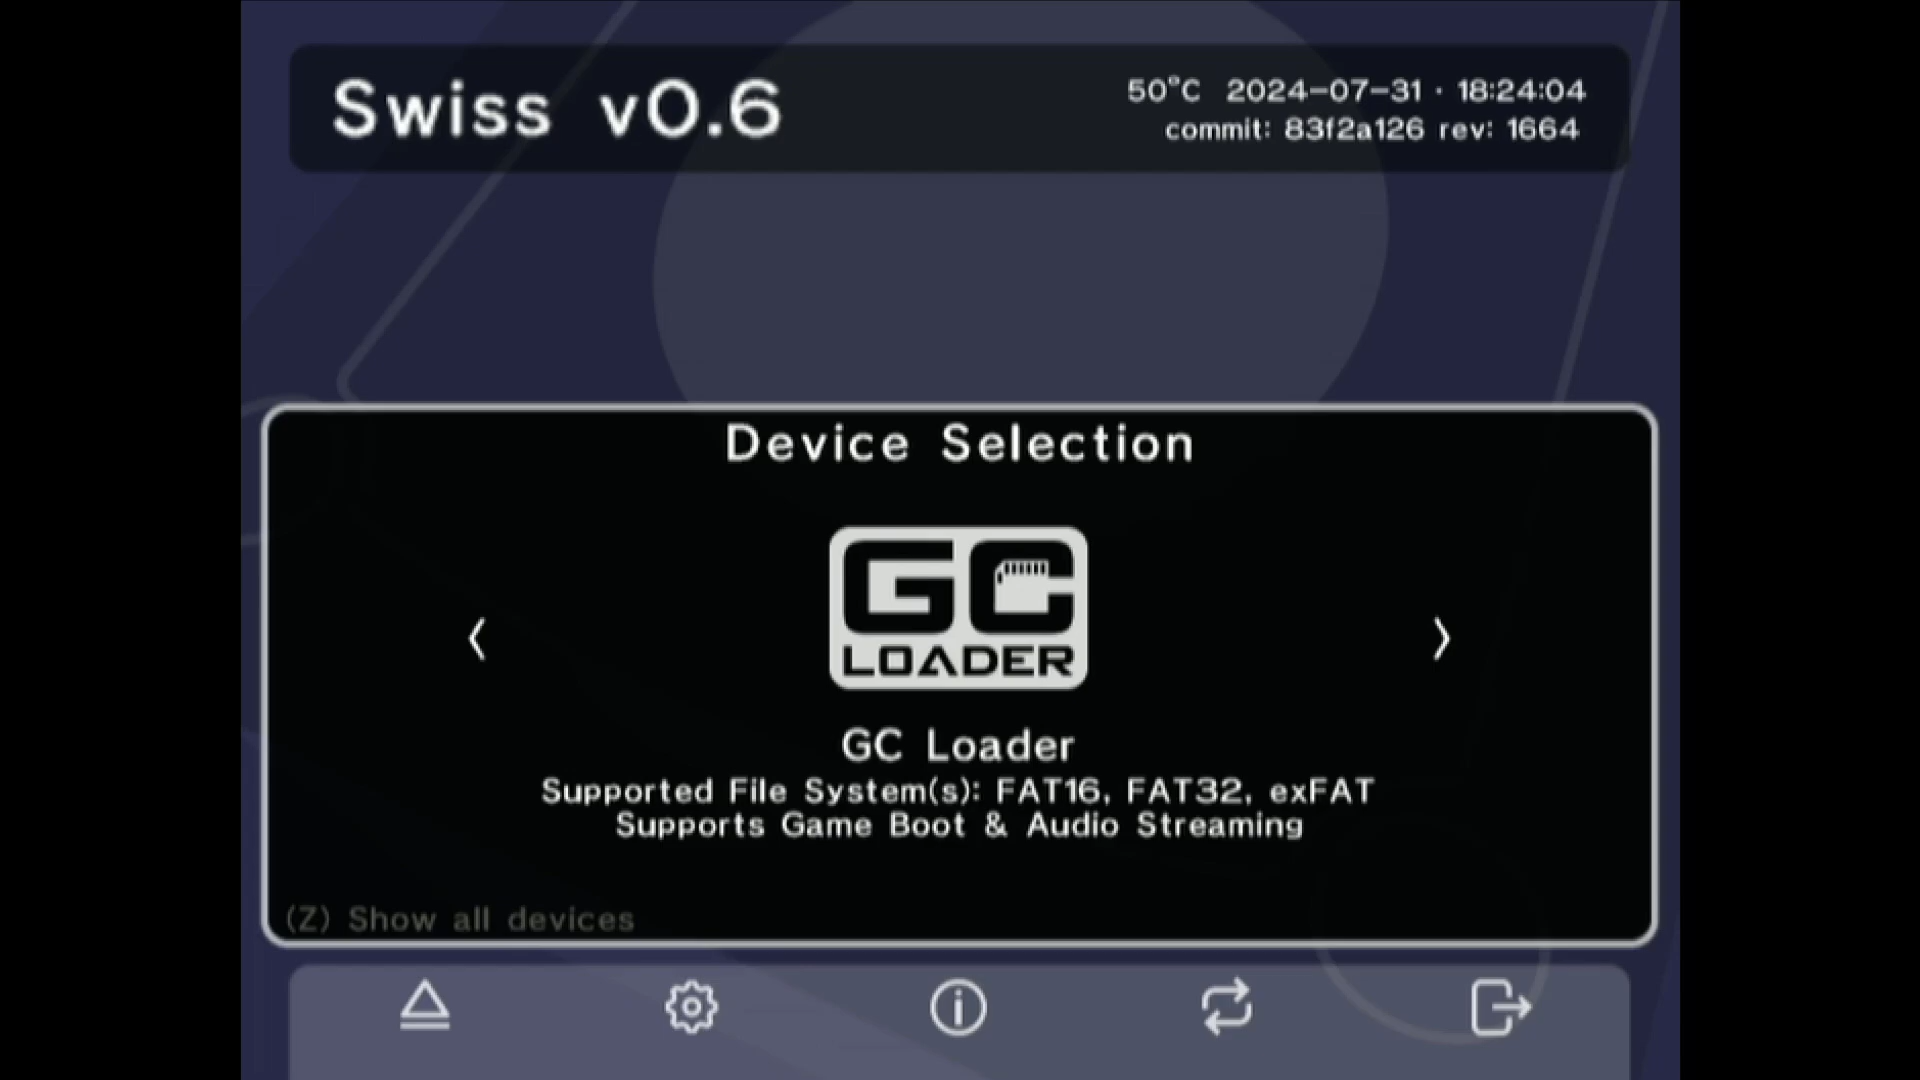 Swiss v0.6
50°C 2024-07-31 · 18:24:04
commit: 83f2a126 rev: 1664
Device Selection
GC
LOADER
GC Loader
Supported File System(s): FAT16, FAT32, exFAT
Supports Game Boot & Audio Streaming
(Z) Show all devices